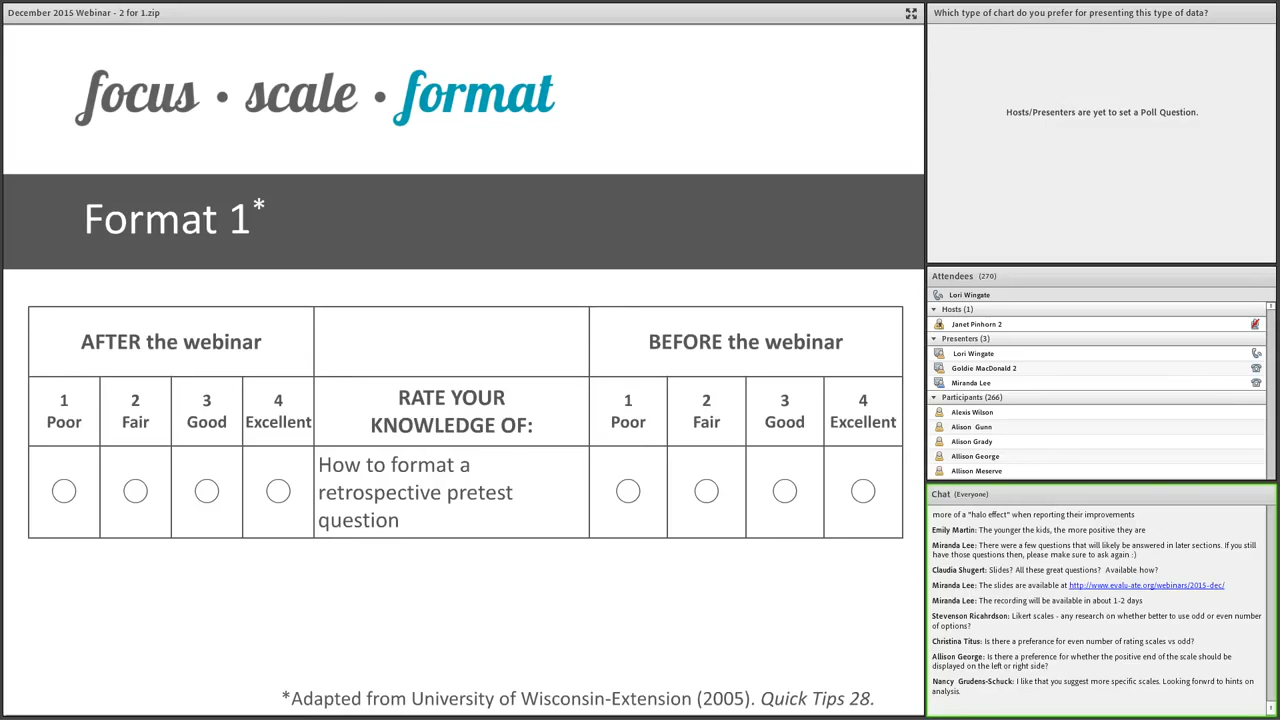 December 2015 Webinar - 2 for 1.zip
focus • scale • format
Format 1*
AFTER the webinar
BEFORE the webinar
1 Poor
2 Fair
3 Good
4 Excellent
RATE YOUR
KNOWLEDGE OF:
1 Poor
2 Fair
3 Good
4 Excellent
How to format a
retrospective pretest
question
*Adapted from University of Wisconsin-Extension (2005). Quick Tips 28.
Which type of chart do you prefer for presenting this type of data?
Hosts/Presenters are yet to set a Poll Question.
Attendees (270)
Lori Wingate
Hosts (1)
Janet Pinhorn 2
Presenters (3)
Lori Wingate
Goldie MacDonald 2
Miranda Lee
Participants (266)
Alexis Wilson
Alison Gunn
Alison Grady
Allison George
Allison Meserve
Chat (Everyone)
more of a "halo effect" when reporting their improvements
Emily Martin: The younger the kids, the more positive they are
Miranda Lee: There were a few questions that will likely be answered in later sections. If you still
have those questions then, please make sure to ask again :)
Claudia Shugert: Slides? All these great questions? Available how?
Miranda Lee: The slides are available at http://www.evalu-ate.org/webinars/2015-dec/
Miranda Lee: The recording will be available in about 1-2 days
Stevenson Ricahrdson: Likert scales - any research on whether better to use odd or even number
of options?
Christina Titus: Is there a preferance for even number of rating scales vs odd?
Allison George: Is there a preference for whether the positive end of the scale should be
displayed on the left or right side?
Nancy Grudens-Schuck: I like that you suggest more specific scales. Looking forwrd to hints on
analysis.